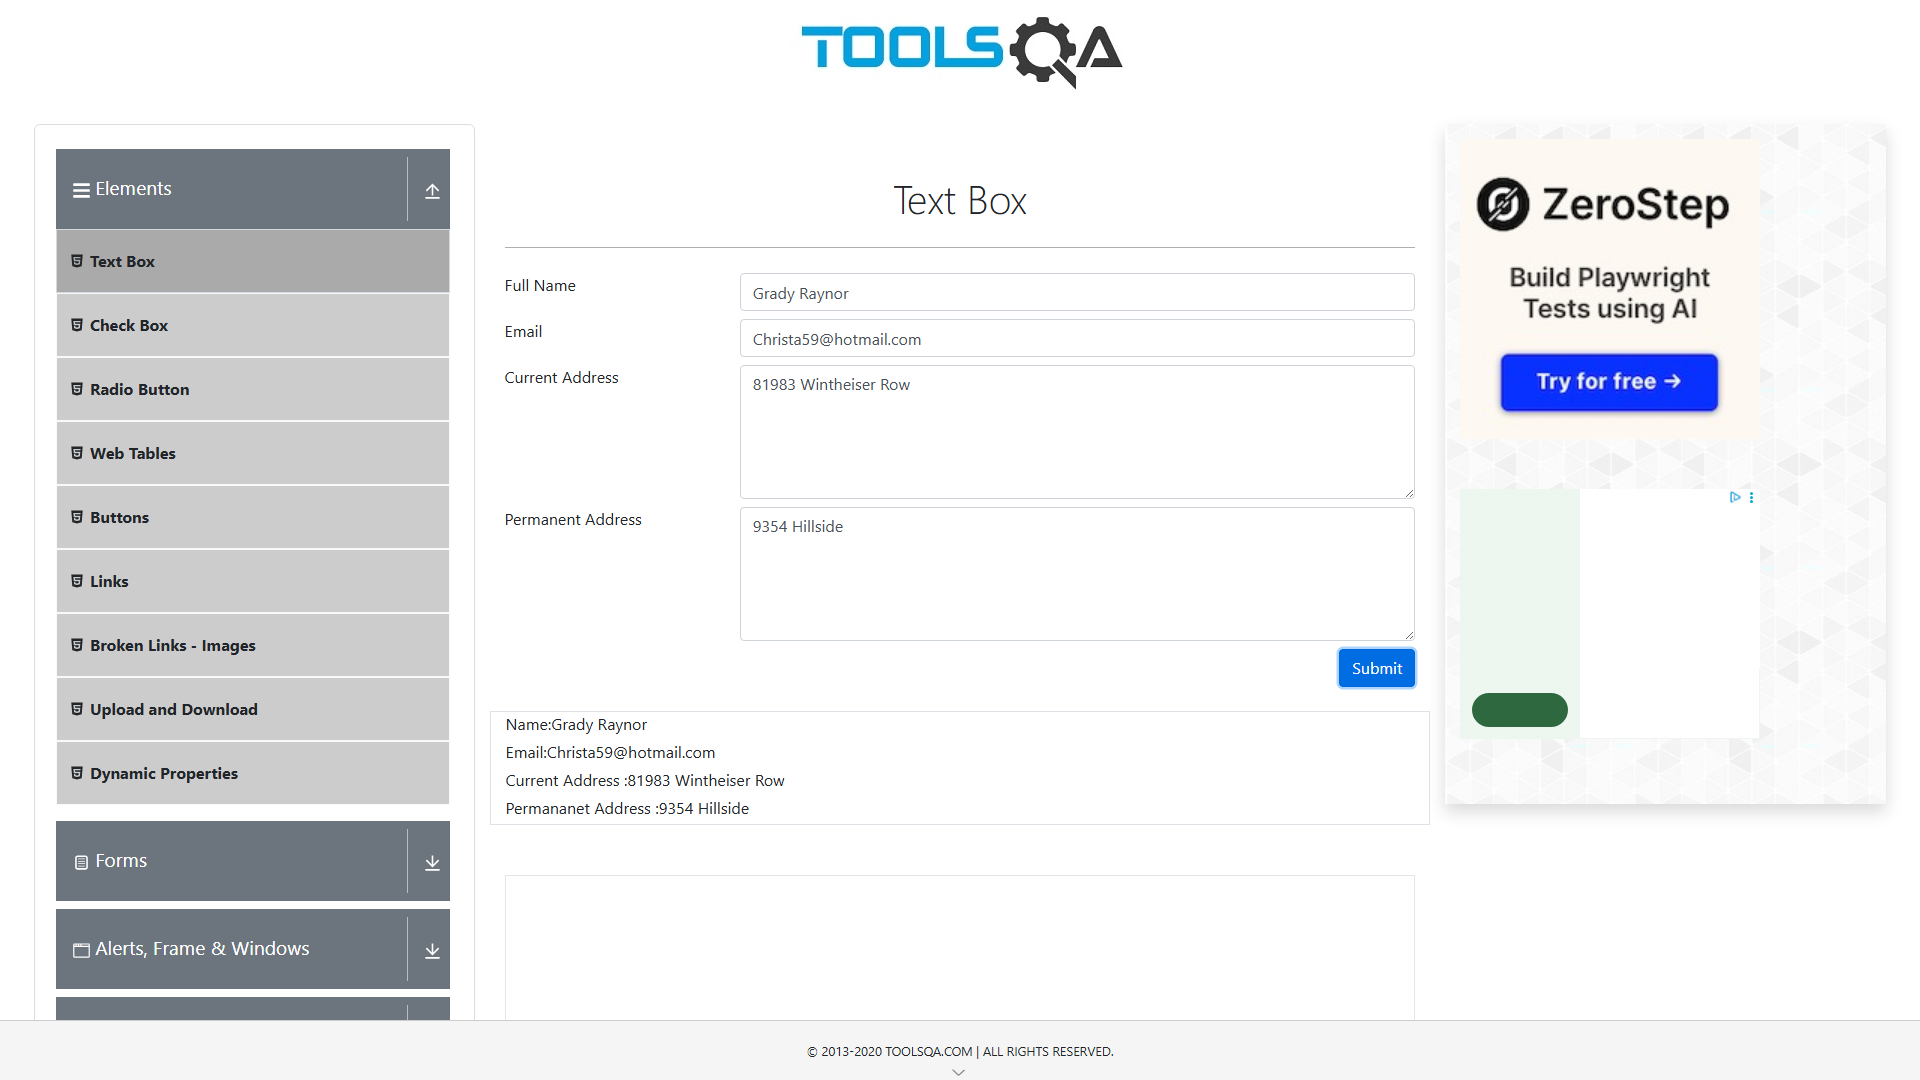 TOOLSQA
Elements
Text Box
Check Box
Radio Button
Web Tables
Buttons
Links
Broken Links - Images
Upload and Download
Dynamic Properties
Forms
Alerts, Frame & Windows
Text Box
Full Name
Grady Raynor
Email
Christa59@hotmail.com
Current Address
81983 Wintheiser Row
Permanent Address
9354 Hillside
Submit
Name:Grady Raynor
Email:Christa59@hotmail.com
Current Address :81983 Wintheiser Row
Permananet Address :9354 Hillside
ZeroStep
Build Playwright
Tests using AI
Try for free →
© 2013-2020 TOOLSQA.COM | ALL RIGHTS RESERVED.